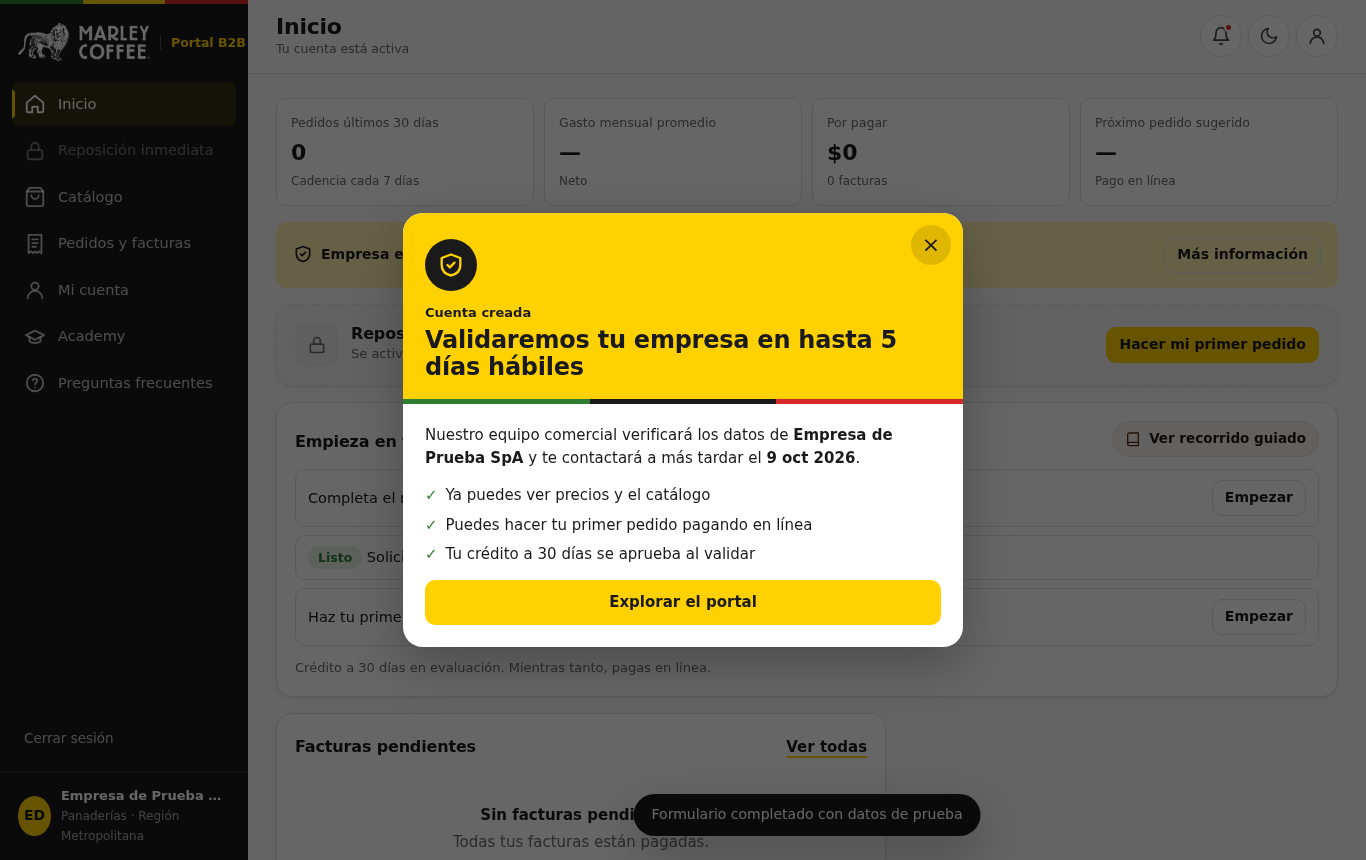 MARLEY
COFFEE
Portal B2B
Inicio
Reposición inmediata
Catálogo
Pedidos y facturas
Mi cuenta
Academy
Preguntas frecuentes
Cerrar sesión
ED
Empresa de Prueba ...
Panaderías · Región
Metropolitana
Inicio
Tu cuenta está activa
Pedidos últimos 30 días
0
Cadencia cada 7 días
Gasto mensual promedio
—
Neto
Por pagar
$0
0 facturas
Próximo pedido sugerido
—
Pago en línea
Empresa e
Más información
Repos
Se activ
Hacer mi primer pedido
Empieza en
Ver recorrido guiado
Completa el
Empezar
Listo Solici
Haz tu prime
Empezar
Crédito a 30 días en evaluación. Mientras tanto, pagas en línea.
Facturas pendientes
Ver todas
Sin facturas pendi
Todas tus facturas están pagadas.
Cuenta creada
Validaremos tu empresa en hasta 5
días hábiles
Nuestro equipo comercial verificará los datos de Empresa de
Prueba SpA y te contactará a más tardar el 9 oct 2026.
✓ Ya puedes ver precios y el catálogo
✓ Puedes hacer tu primer pedido pagando en línea
✓ Tu crédito a 30 días se aprueba al validar
Explorar el portal
Formulario completado con datos de prueba